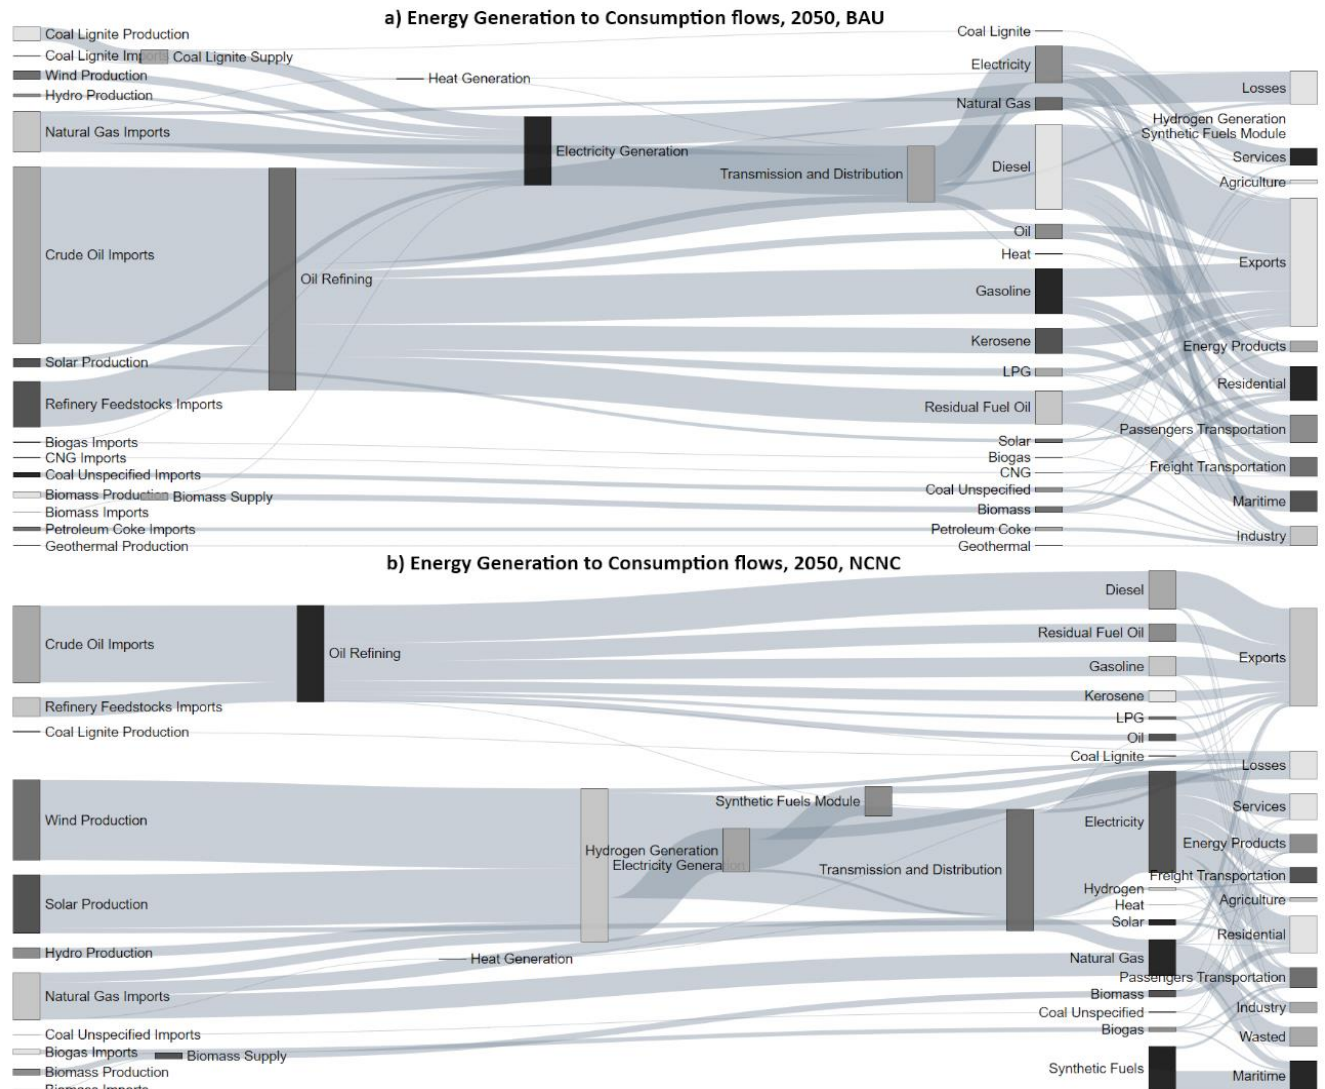 a) Energy Generation to Consumption flows, 2050, BAU
Coal Lignite Production
Coal Lignite Imports
Coal Lignite Supply
Wind Production
Hydro Production
Natural Gas Imports
Crude Oil Imports
Solar Production
Refinery Feedstocks Imports
Biogas Imports
CNG Imports
Coal Unspecified Imports
Biomass Production
Biomass Supply
Biomass Imports
Petroleum Coke Imports
Geothermal Production
Oil Refining
Heat Generation
Electricity Generation
Transmission and Distribution
Coal Lignite
Electricity
Natural Gas
Diesel
Oil
Heat
Gasoline
Kerosene
LPG
Residual Fuel Oil
Solar
Biogas
CNG
Coal Unspecified
Biomass
Petroleum Coke
Geothermal
Losses
Hydrogen Generation
Synthetic Fuels Module
Services
Agriculture
Exports
Energy Products
Residential
Passengers Transportation
Freight Transportation
Maritime
Industry
b) Energy Generation to Consumption flows, 2050, NCNC
Crude Oil Imports
Refinery Feedstocks Imports
Coal Lignite Production
Wind Production
Solar Production
Hydro Production
Natural Gas Imports
Coal Unspecified Imports
Biogas Imports
Biomass Supply
Biomass Production
Biomass Imports
Oil Refining
Heat Generation
Hydrogen Generation
Electricity Generation
Synthetic Fuels Module
Transmission and Distribution
Diesel
Residual Fuel Oil
Gasoline
Kerosene
LPG
Oil
Coal Lignite
Electricity
Hydrogen
Heat
Solar
Natural Gas
Biomass
Coal Unspecified
Biogas
Synthetic Fuels
Exports
Losses
Services
Energy Products
Freight Transportation
Agriculture
Residential
Passengers Transportation
Industry
Wasted
Maritime